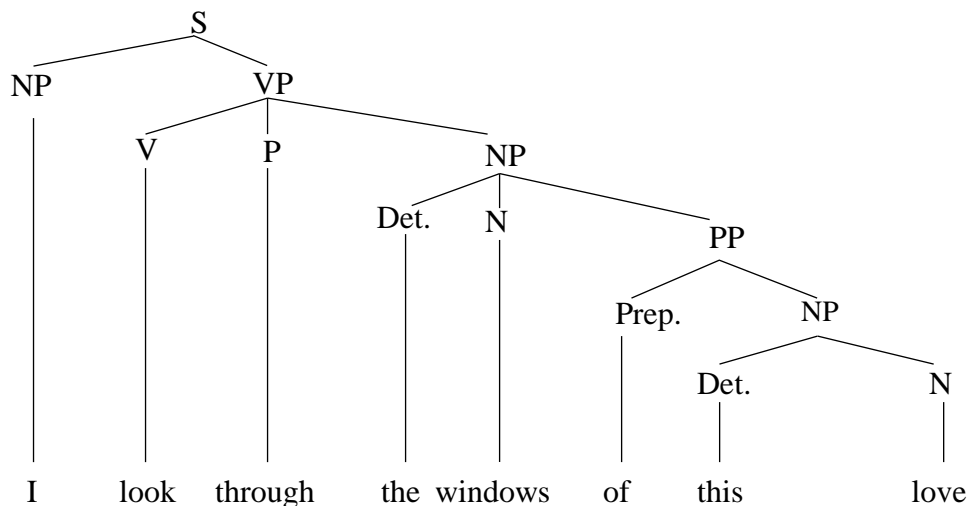 S
NP VP
V P NP
Det. N PP
Prep. NP
Det. N
I look through the windows of this love